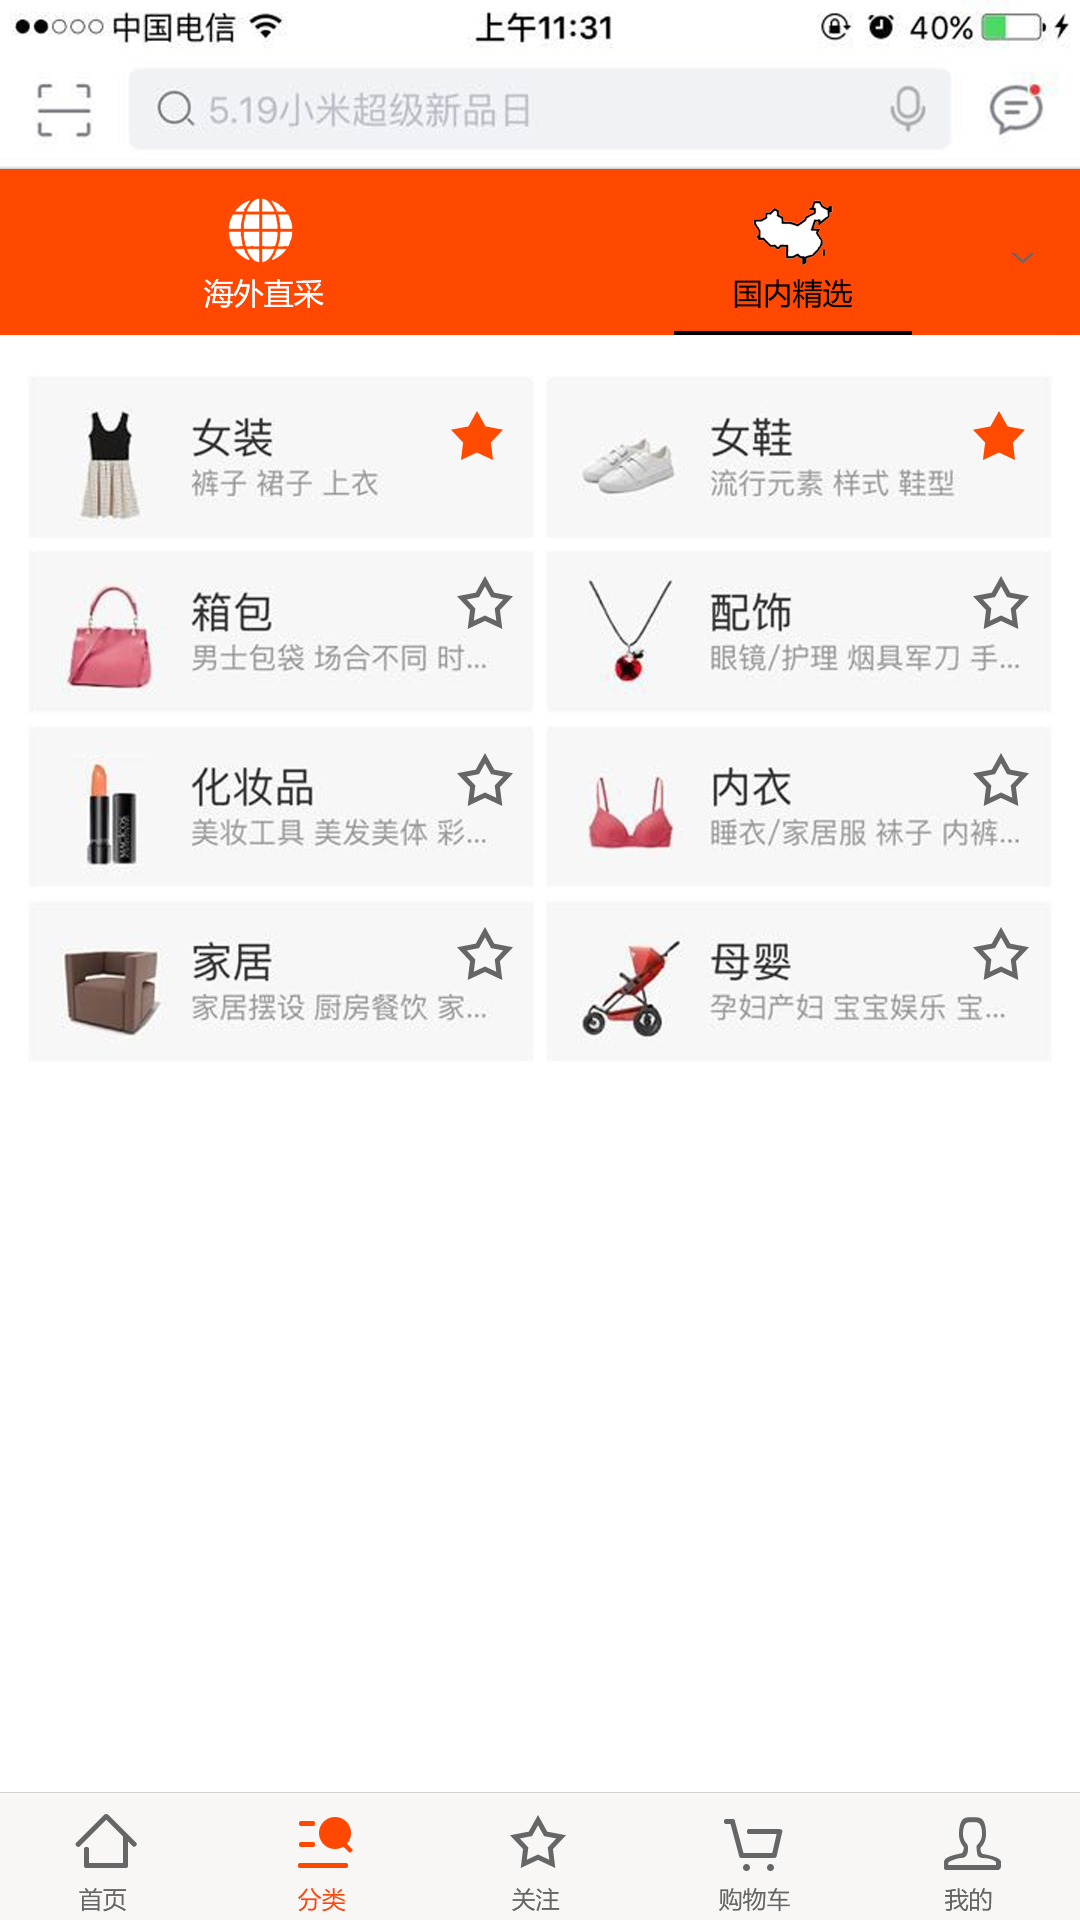 中国电信 上午11:31 40%
5.19小米超级新品日
海外直采 国内精选
女装
裤子 裙子 上衣
女鞋
流行元素 样式 鞋型
箱包
男士包袋 场合不同 时...
配饰
眼镜/护理 烟具军刀 手...
化妆品
美妆工具 美发美体 彩...
内衣
睡衣/家居服 袜子 内裤...
家居
家居摆设 厨房餐饮 家...
母婴
孕妇产妇 宝宝娱乐 宝...
首页 分类 关注 购物车 我的